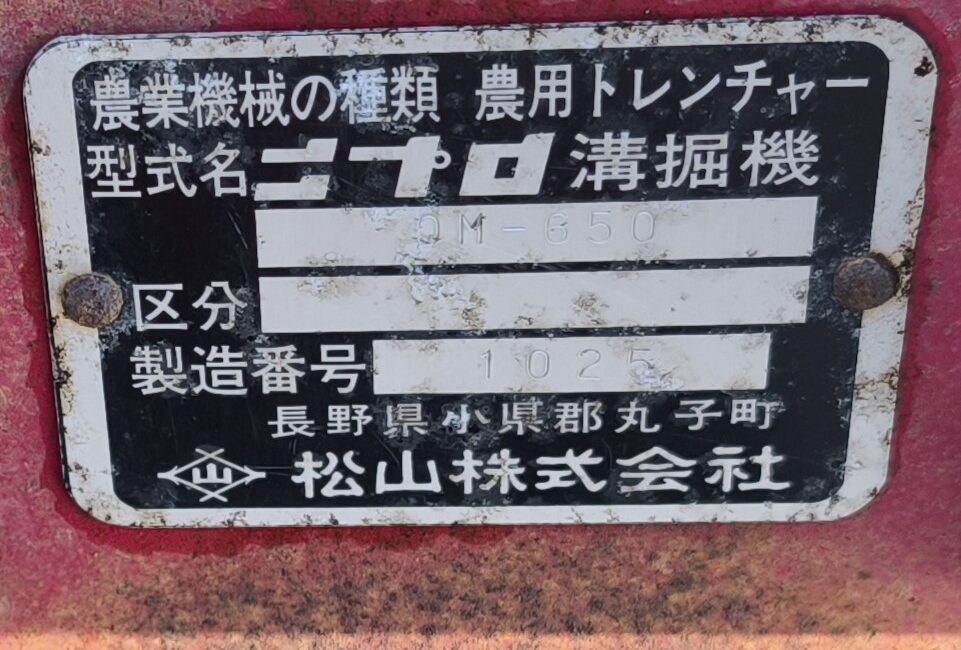 農業機械の種類 農用トレンチャー
型式名 ニプロ 溝掘機
OM-650
区分
製造番号 1025
長野県小県郡丸子町
山 松山株式会社